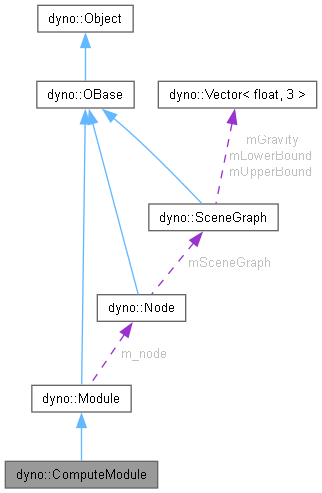 dyno::Object
dyno::OBase
dyno::Vector< float, 3 >
mGravity
mLowerBound
mUpperBound
dyno::SceneGraph
mSceneGraph
dyno::Node
m_node
dyno::Module
dyno::ComputeModule